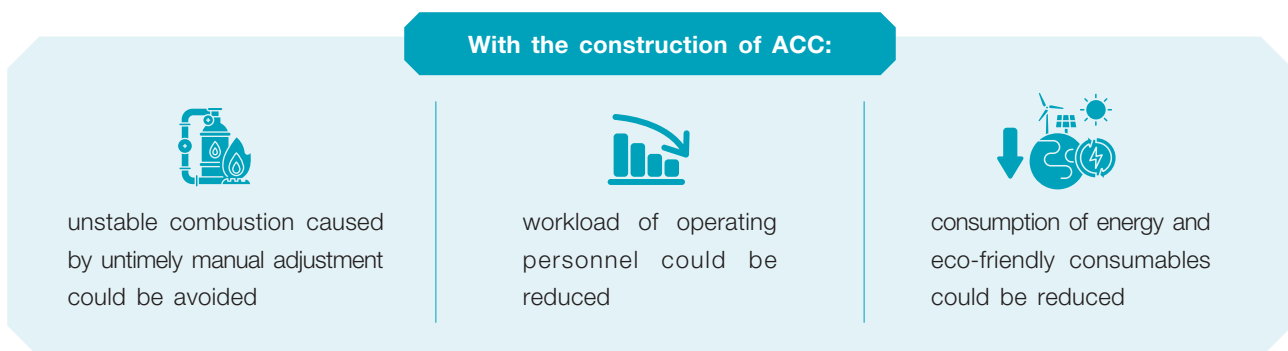 With the construction of ACC:
unstable combustion caused
by untimely manual adjustment
could be avoided
workload of operating
personnel could be
reduced
consumption of energy and
eco-friendly consumables
could be reduced